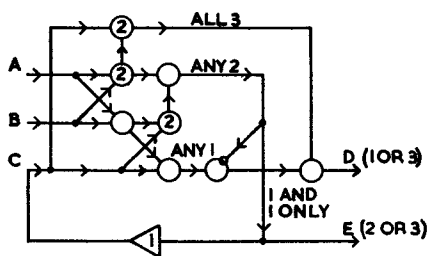 2 ALL 3
A 2 ANY 2
B 2
C ANY 1 D (1 OR 3)
1 AND
1 ONLY
1 E (2 OR 3)